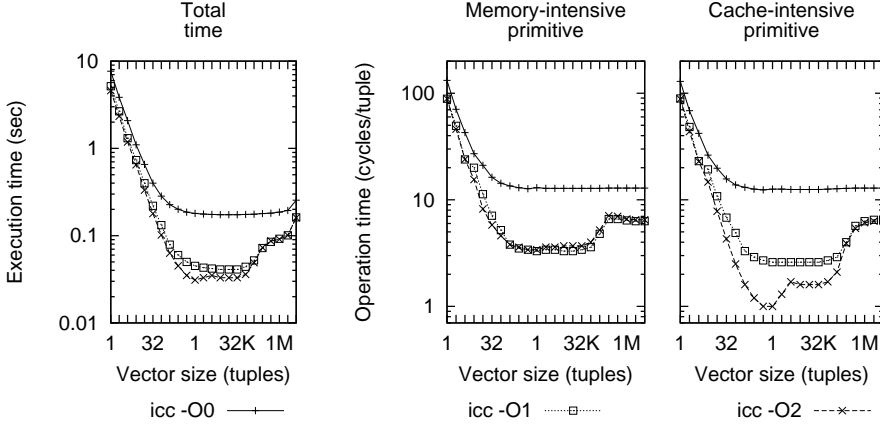 Total
time
Memory-intensive
primitive
Cache-intensive
primitive
Execution time (sec)
10
1
0.1
0.01
1 32 1 32K 1M
Vector size (tuples)
Operation time (cycles/tuple)
100
10
1
1 32 1 32K 1M
Vector size (tuples)
1 32 1 32K 1M
Vector size (tuples)
icc -O0 icc -O1 icc -O2